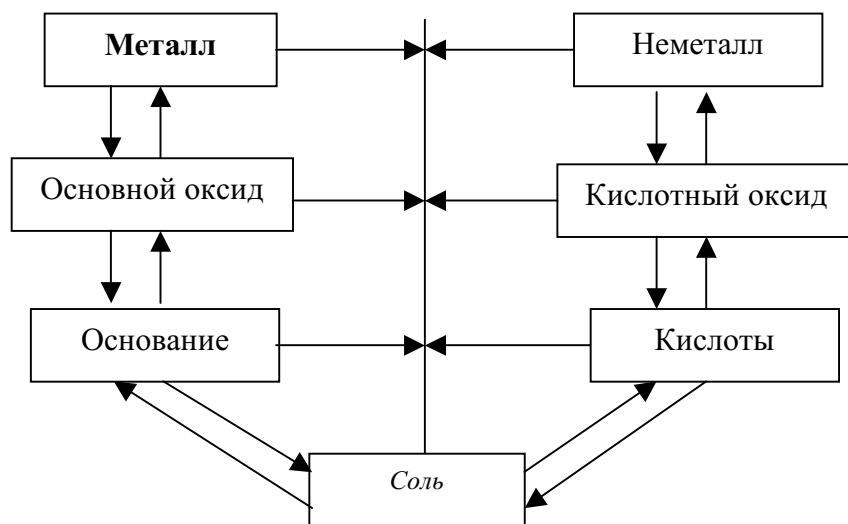 Металл
Неметалл
Основной оксид
Кислотный оксид
Основание
Кислоты
Соль